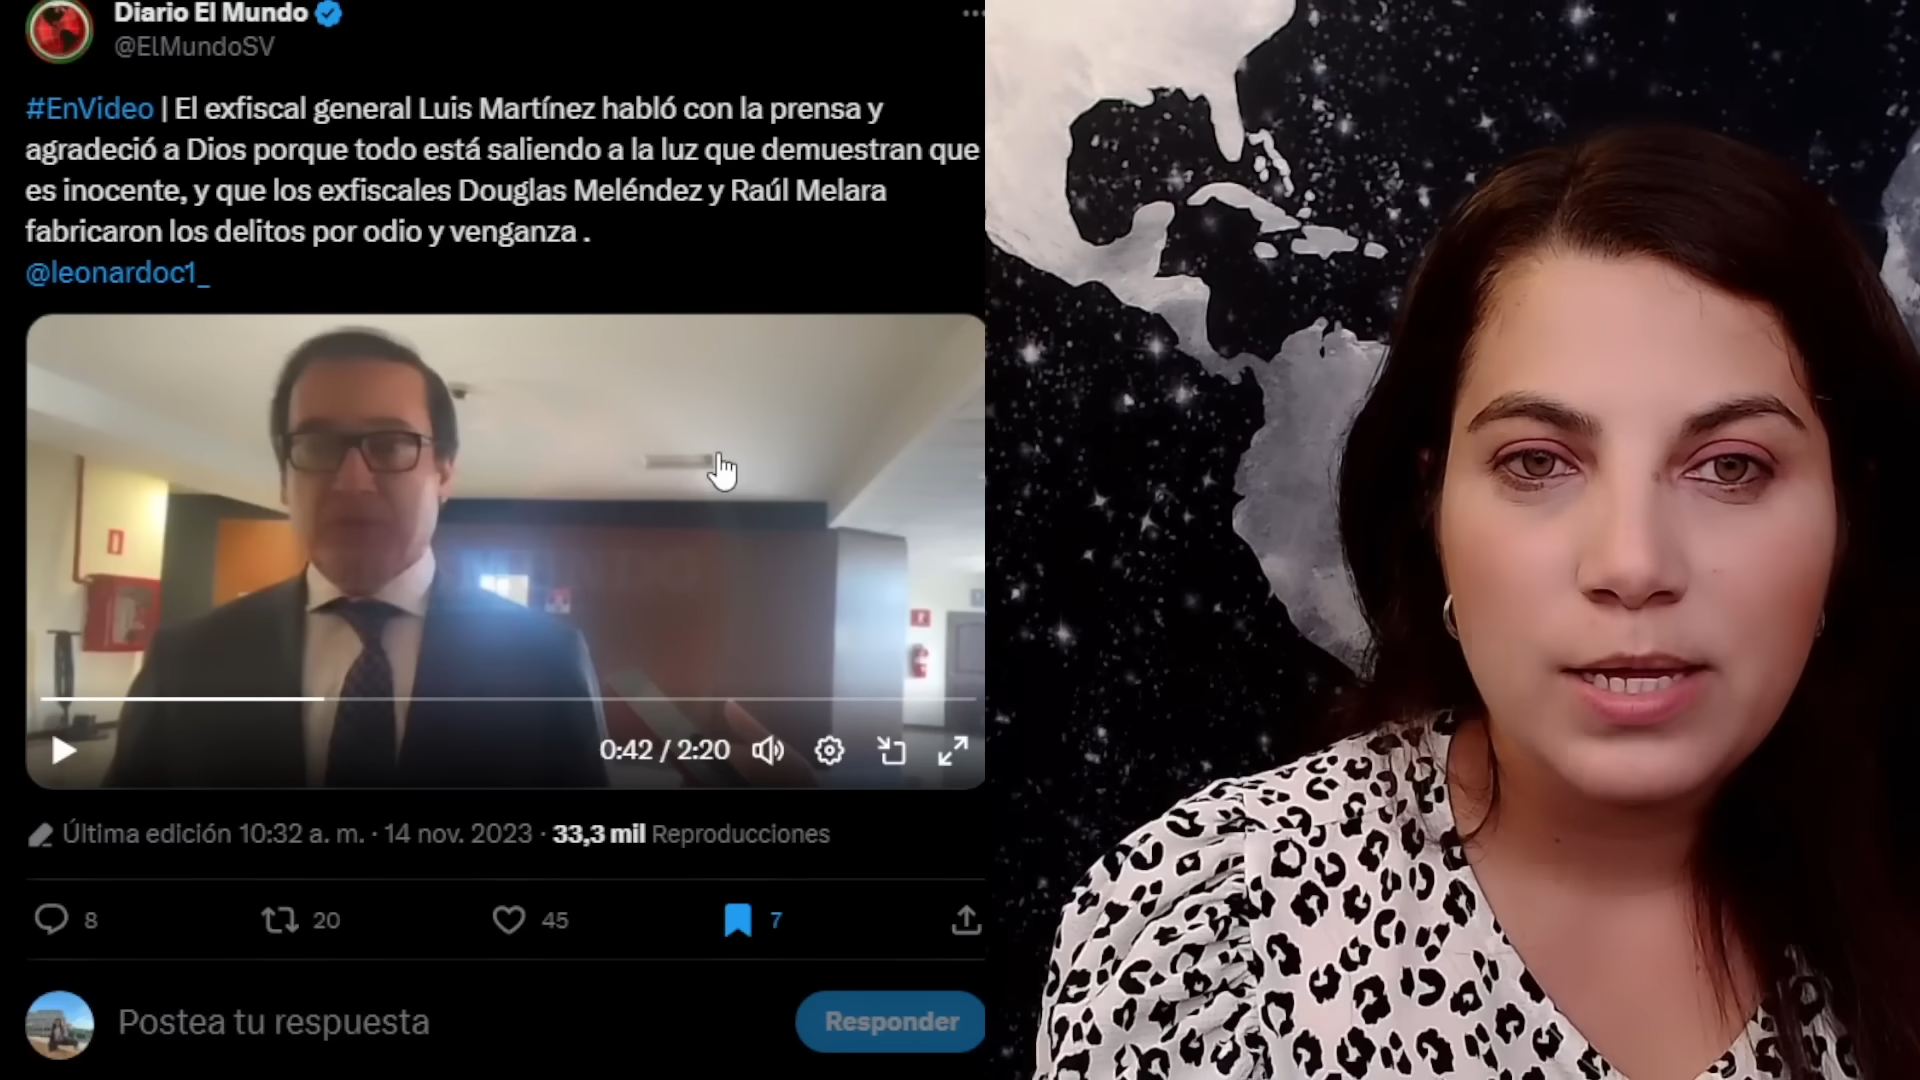 Diario El Mundo
@ElMundoSV
#EnVideo | El exfiscal general Luis Martínez habló con la prensa y
agradeció a Dios porque todo está saliendo a la luz que demuestran que
es inocente, y que los exfiscales Douglas Meléndez y Raúl Melara
fabricaron los delitos por odio y venganza .
@leonardoc1_
0:42 / 2:20
Última edición 10:32 a. m. · 14 nov. 2023 · 33,3 mil Reproducciones
8 20 45 7
Postea tu respuesta Responder